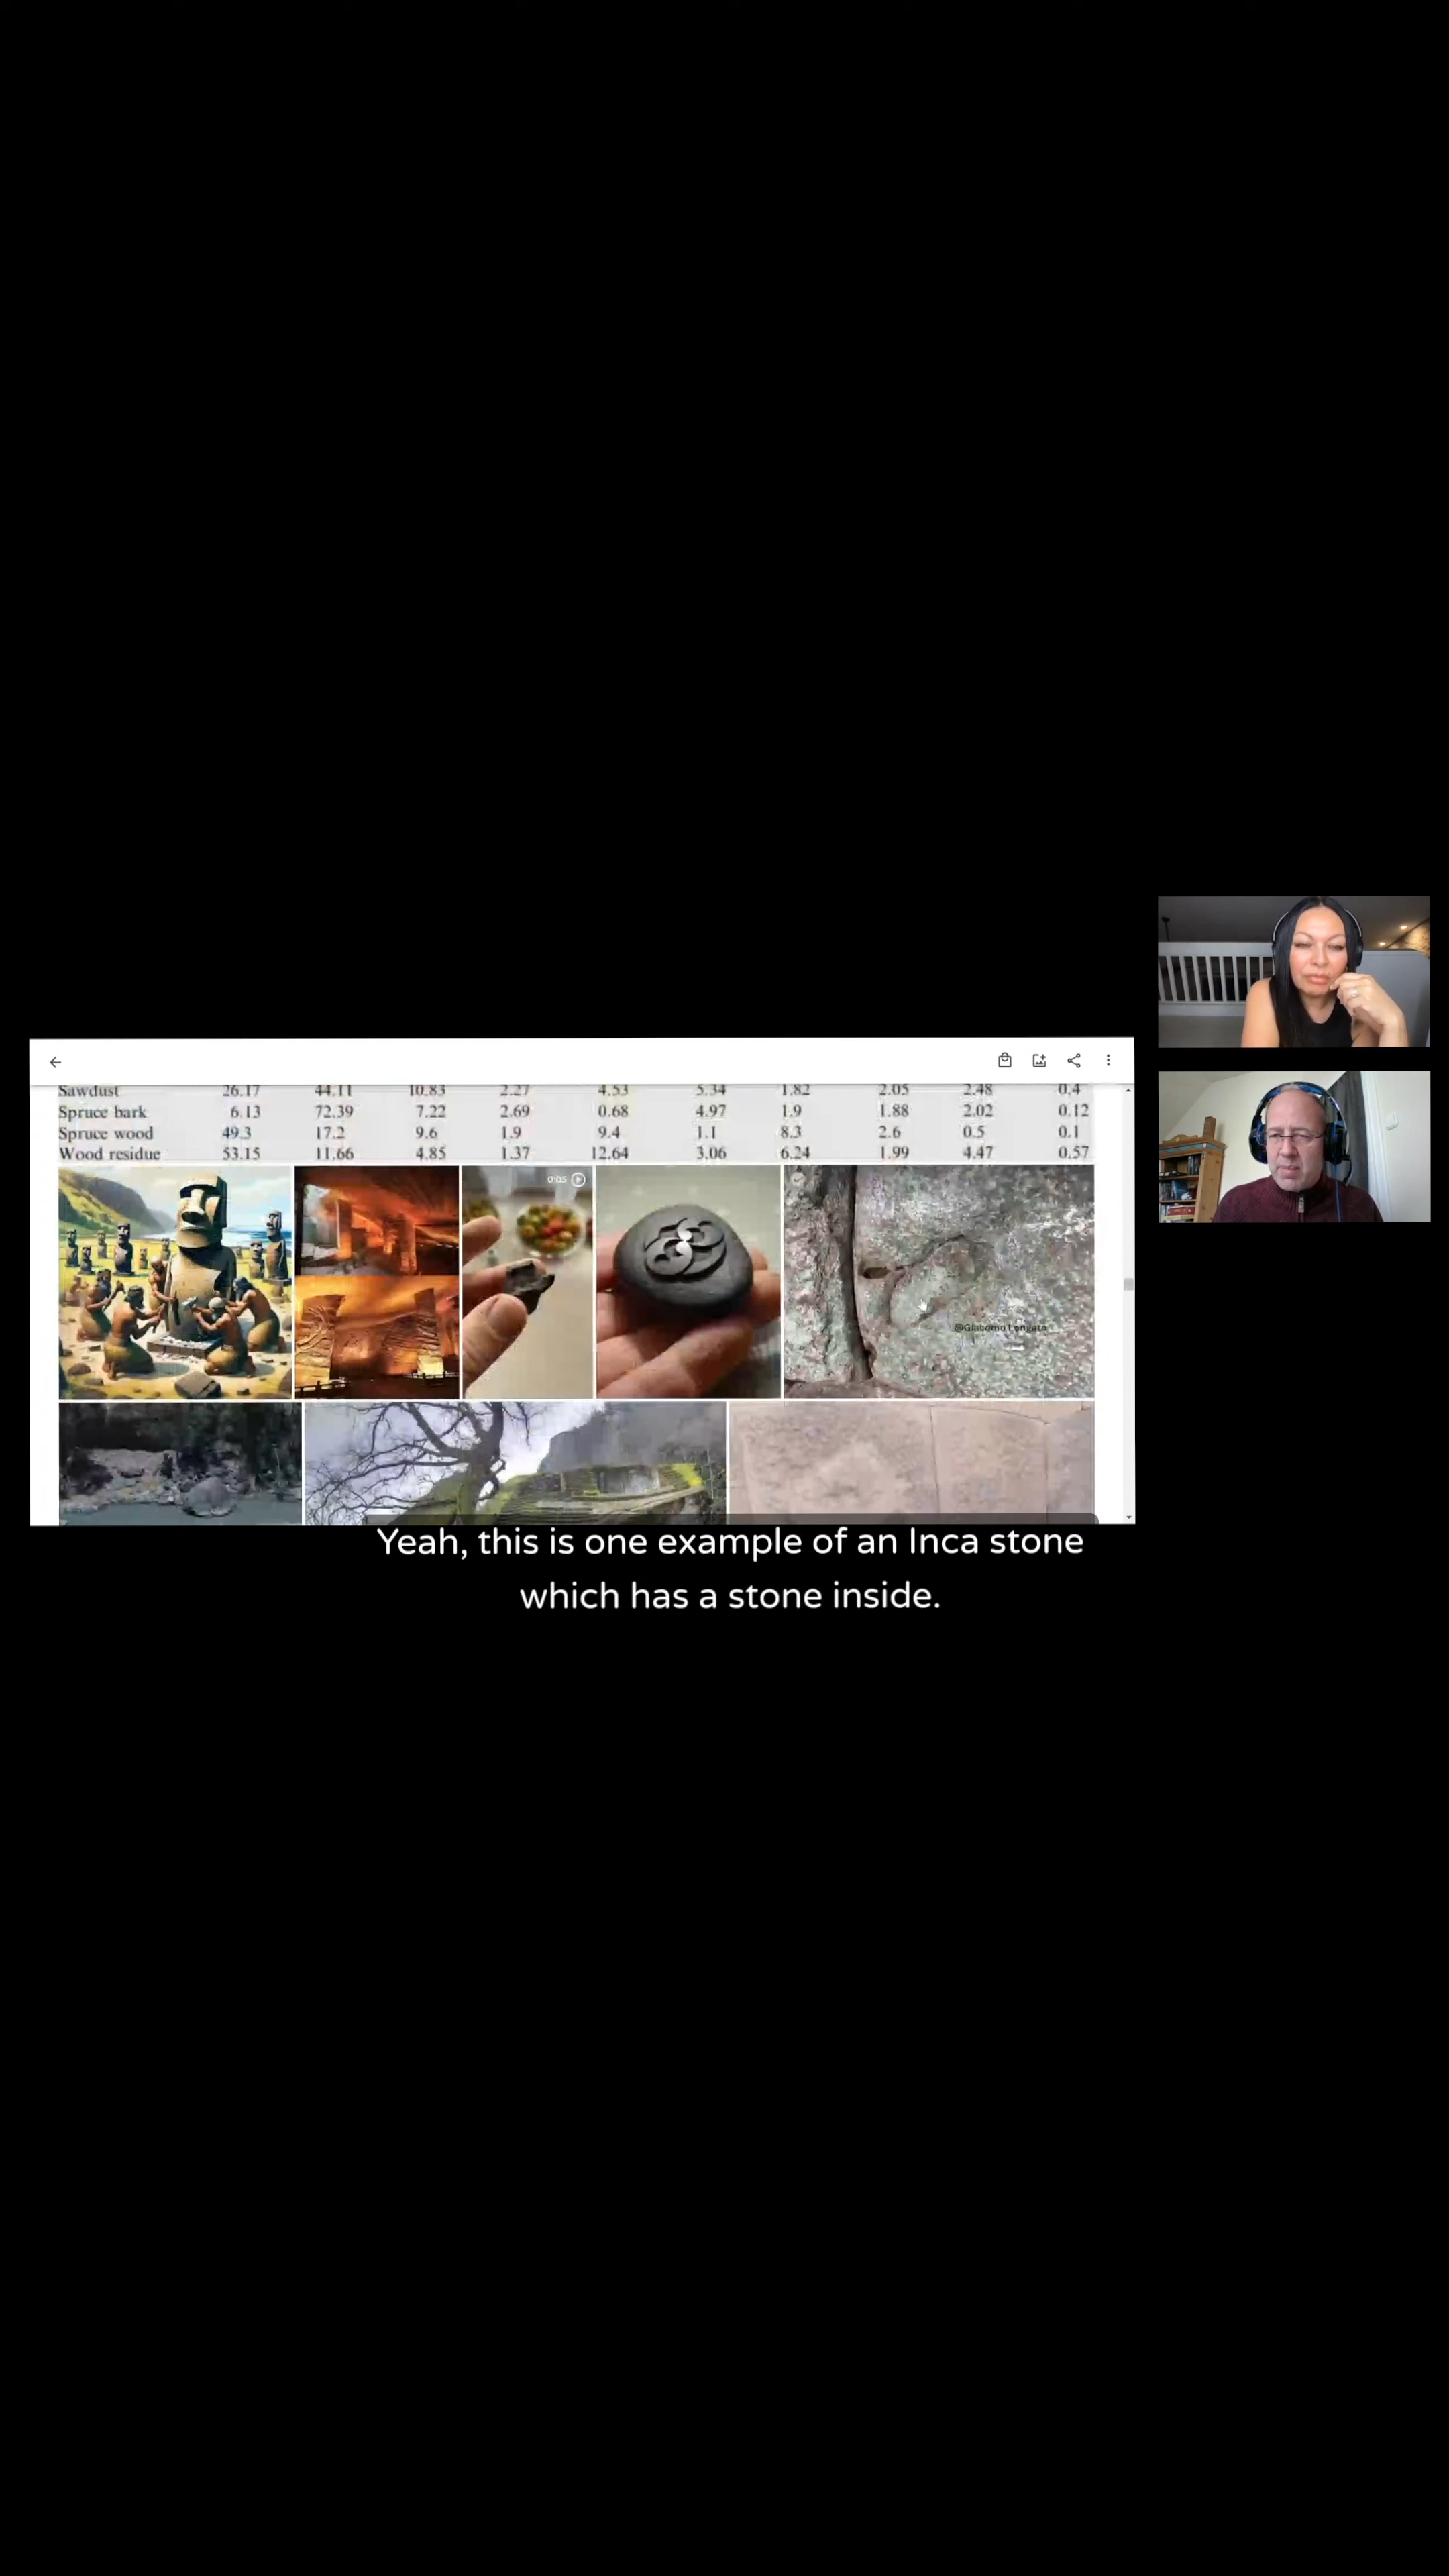 Sawdust 26.17 44.11 10.83 2.27 4.53 5.34 1.82 2.05 2.48 0.4
Spruce bark 6.13 72.39 7.22 2.69 0.68 4.97 1.9 1.88 2.02 0.12
Spruce wood 49.3 17.2 9.6 1.9 9.4 1.1 8.3 2.6 0.5 0.1
Wood residue 53.15 11.66 4.85 1.37 12.64 3.06 6.24 1.99 4.47 0.57
0:05
Yeah, this is one example of an Inca stone
which has a stone inside.